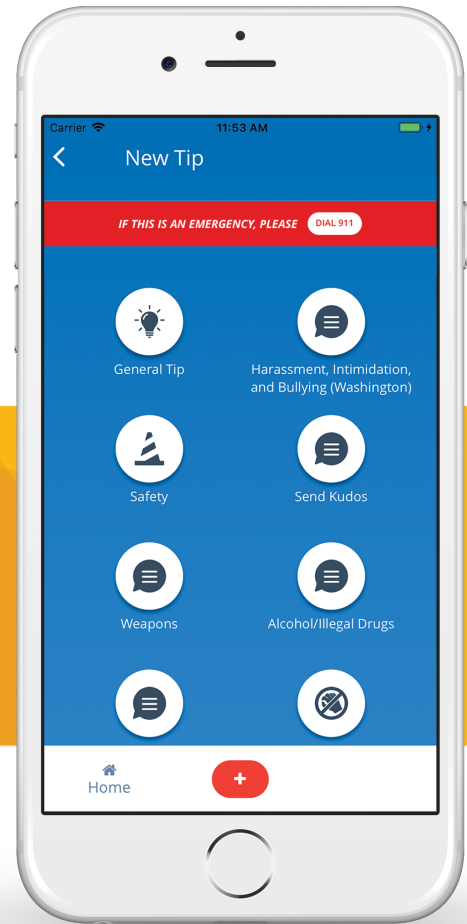 Carrier 11:53 AM
New Tip
IF THIS IS AN EMERGENCY, PLEASE DIAL 911
General Tip
Harassment, Intimidation,
and Bullying (Washington)
Safety
Send Kudos
Weapons
Alcohol/Illegal Drugs
Home